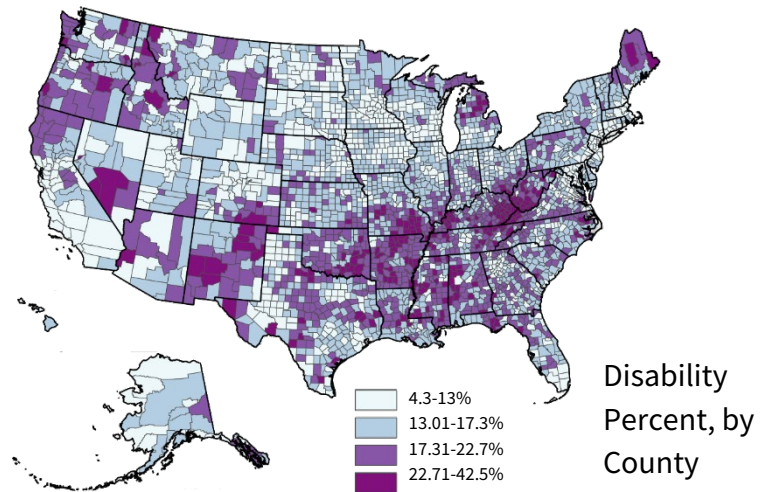 4.3-13%
13.01-17.3%
17.31-22.7%
22.71-42.5%
Disability
Percent, by
County